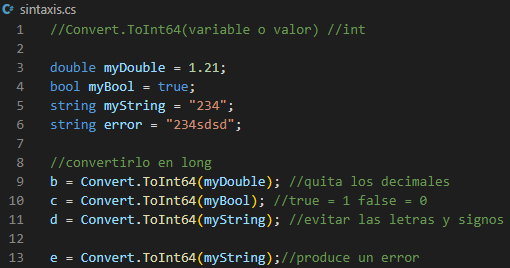 sintaxis.cs
1 //Convert.ToInt64(variable o valor) //int
2
3 double myDouble = 1.21;
4 bool myBool = true;
5 string myString = "234";
6 string error = "234sdsd";
7
8 //convertirlo en long
9 b = Convert.ToInt64(myDouble); //quita los decimales
10 c = Convert.ToInt64(myBool); //true = 1 false = 0
11 d = Convert.ToInt64(myString); //evitar las letras y signos
12
13 e = Convert.ToInt64(myString);//produce un error